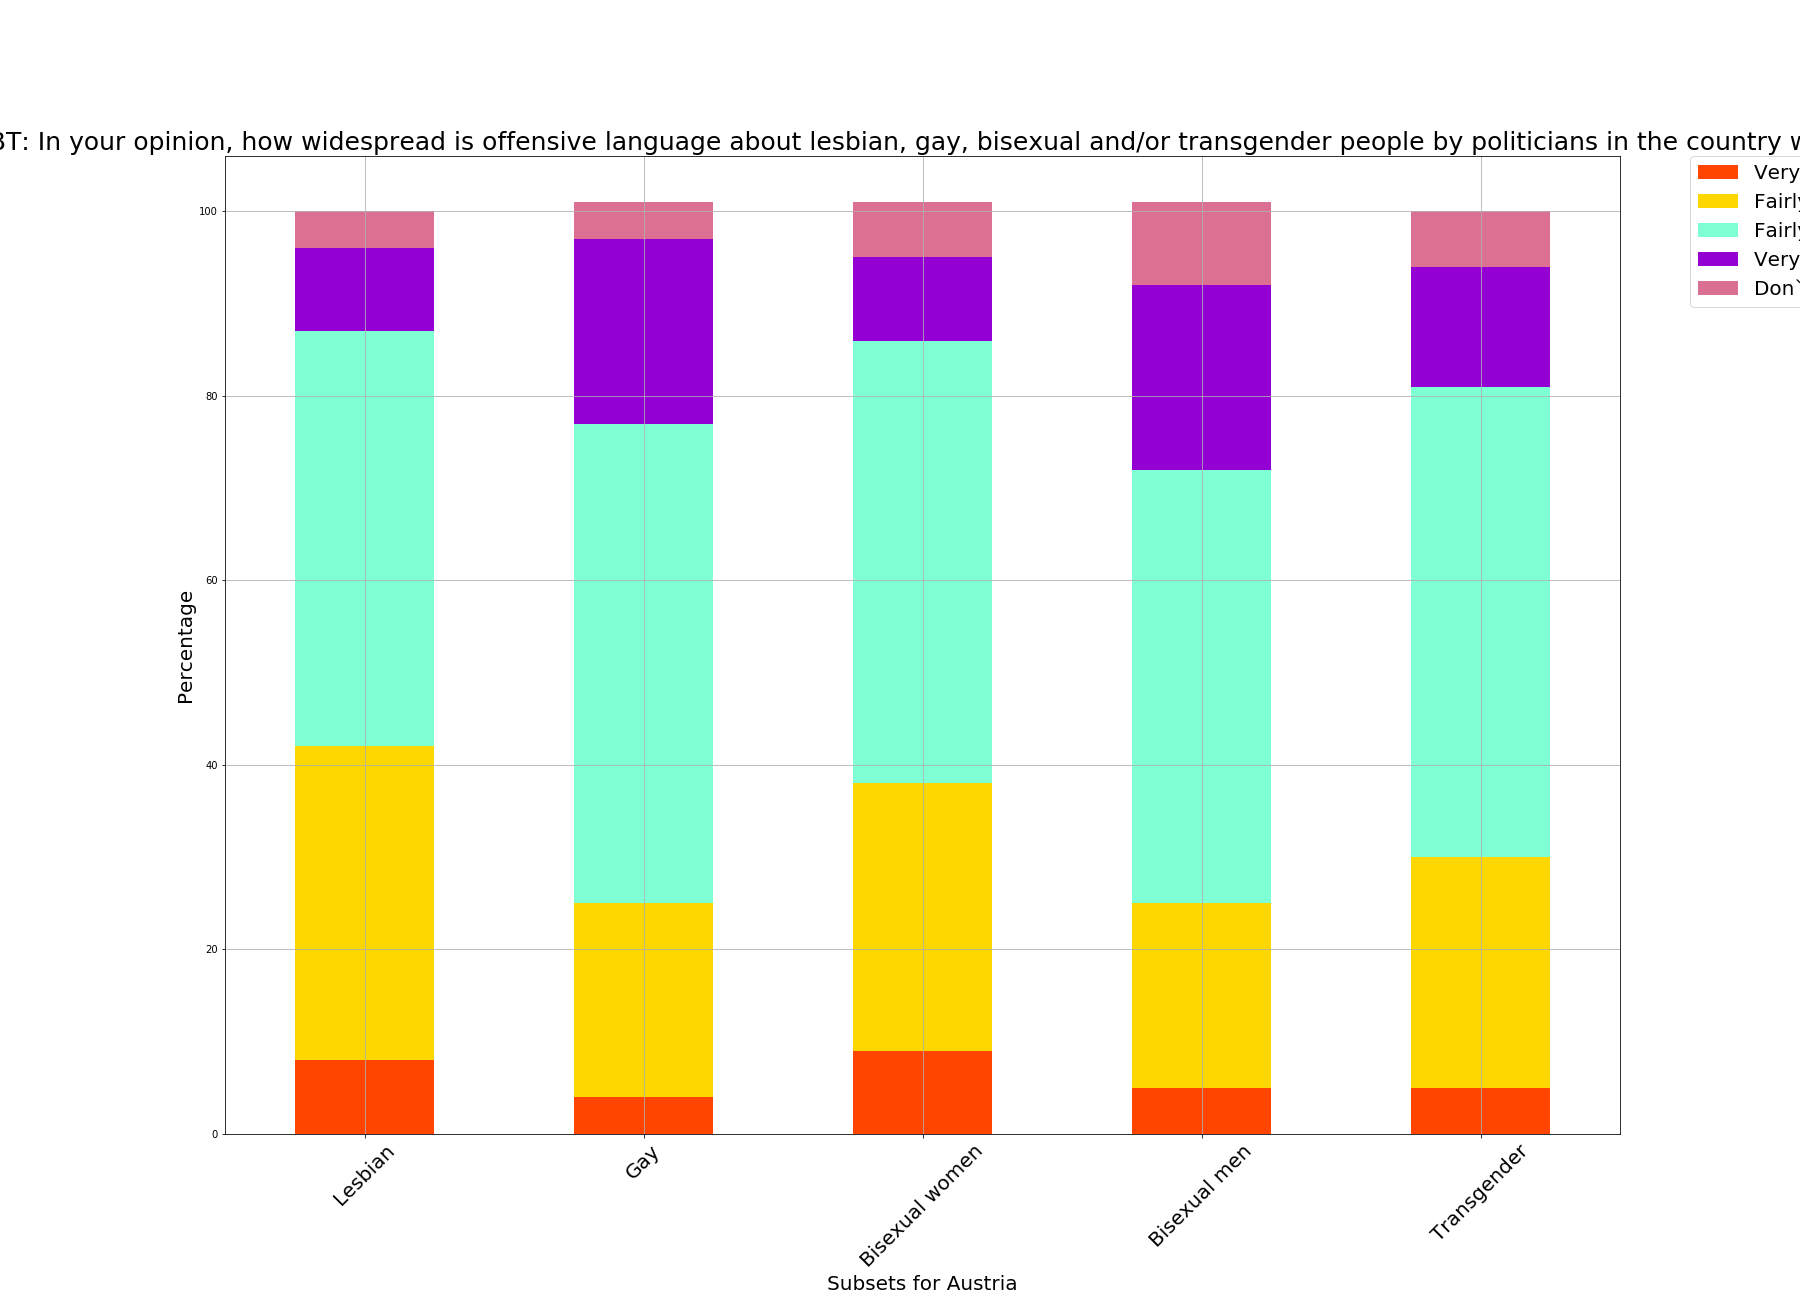 BT: In your opinion, how widespread is offensive language about lesbian, gay, bisexual and/or transgender people by politicians in the country
Very
Fairly
Fairly
Very
Don`
100
80
60
40
20
0
Percentage
Lesbian
Gay
Bisexual women
Bisexual men
Transgender
Subsets for Austria